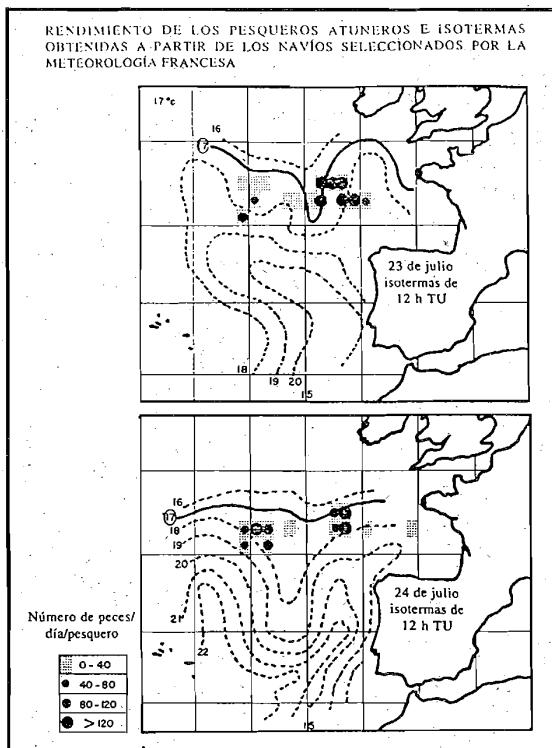 RENDIMIENTO DE LOS PESQUEROS ATUNEROS E ISOTERMAS
OBTENIDAS A PARTIR DE LOS NAVÍOS SELECCIONADOS POR LA
METEOROLOGÍA FRANCESA
17°c
16
17
23 de julio
isotermas de
12 h TU
18
19
20
15
16
17
18
19
20
21
22
24 de julio
isotermas de
12 h TU
15
Número de peces/
día/pesquero
0-40
40-80
80-120
>120